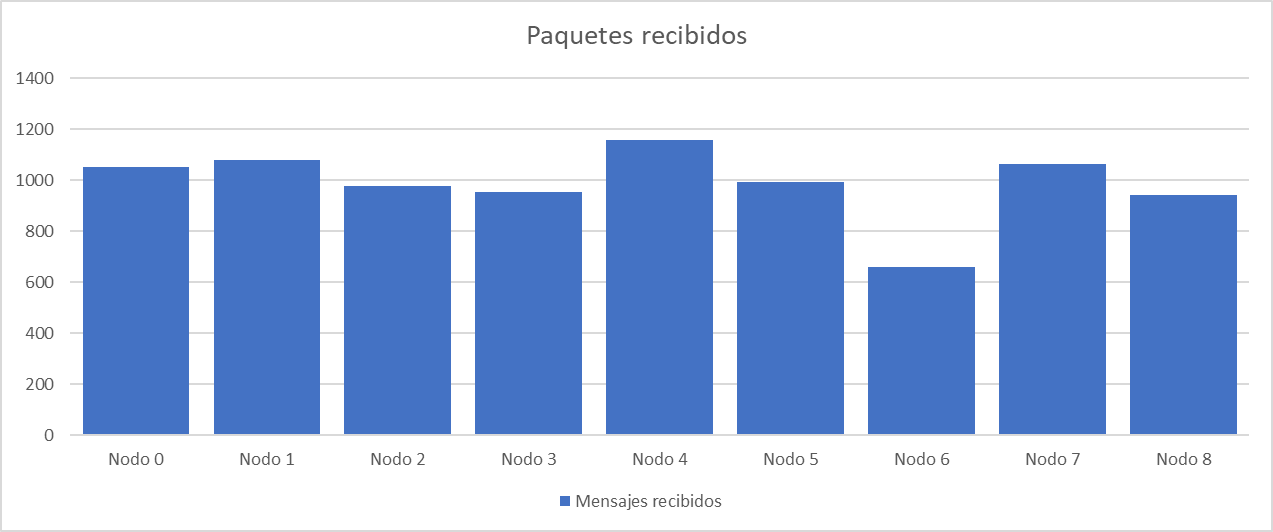 Paquetes recibidos
1400
1200
1000
800
600
400
200
0
Nodo 0 Nodo 1 Nodo 2 Nodo 3 Nodo 4 Nodo 5 Nodo 6 Nodo 7 Nodo 8
Mensajes recibidos